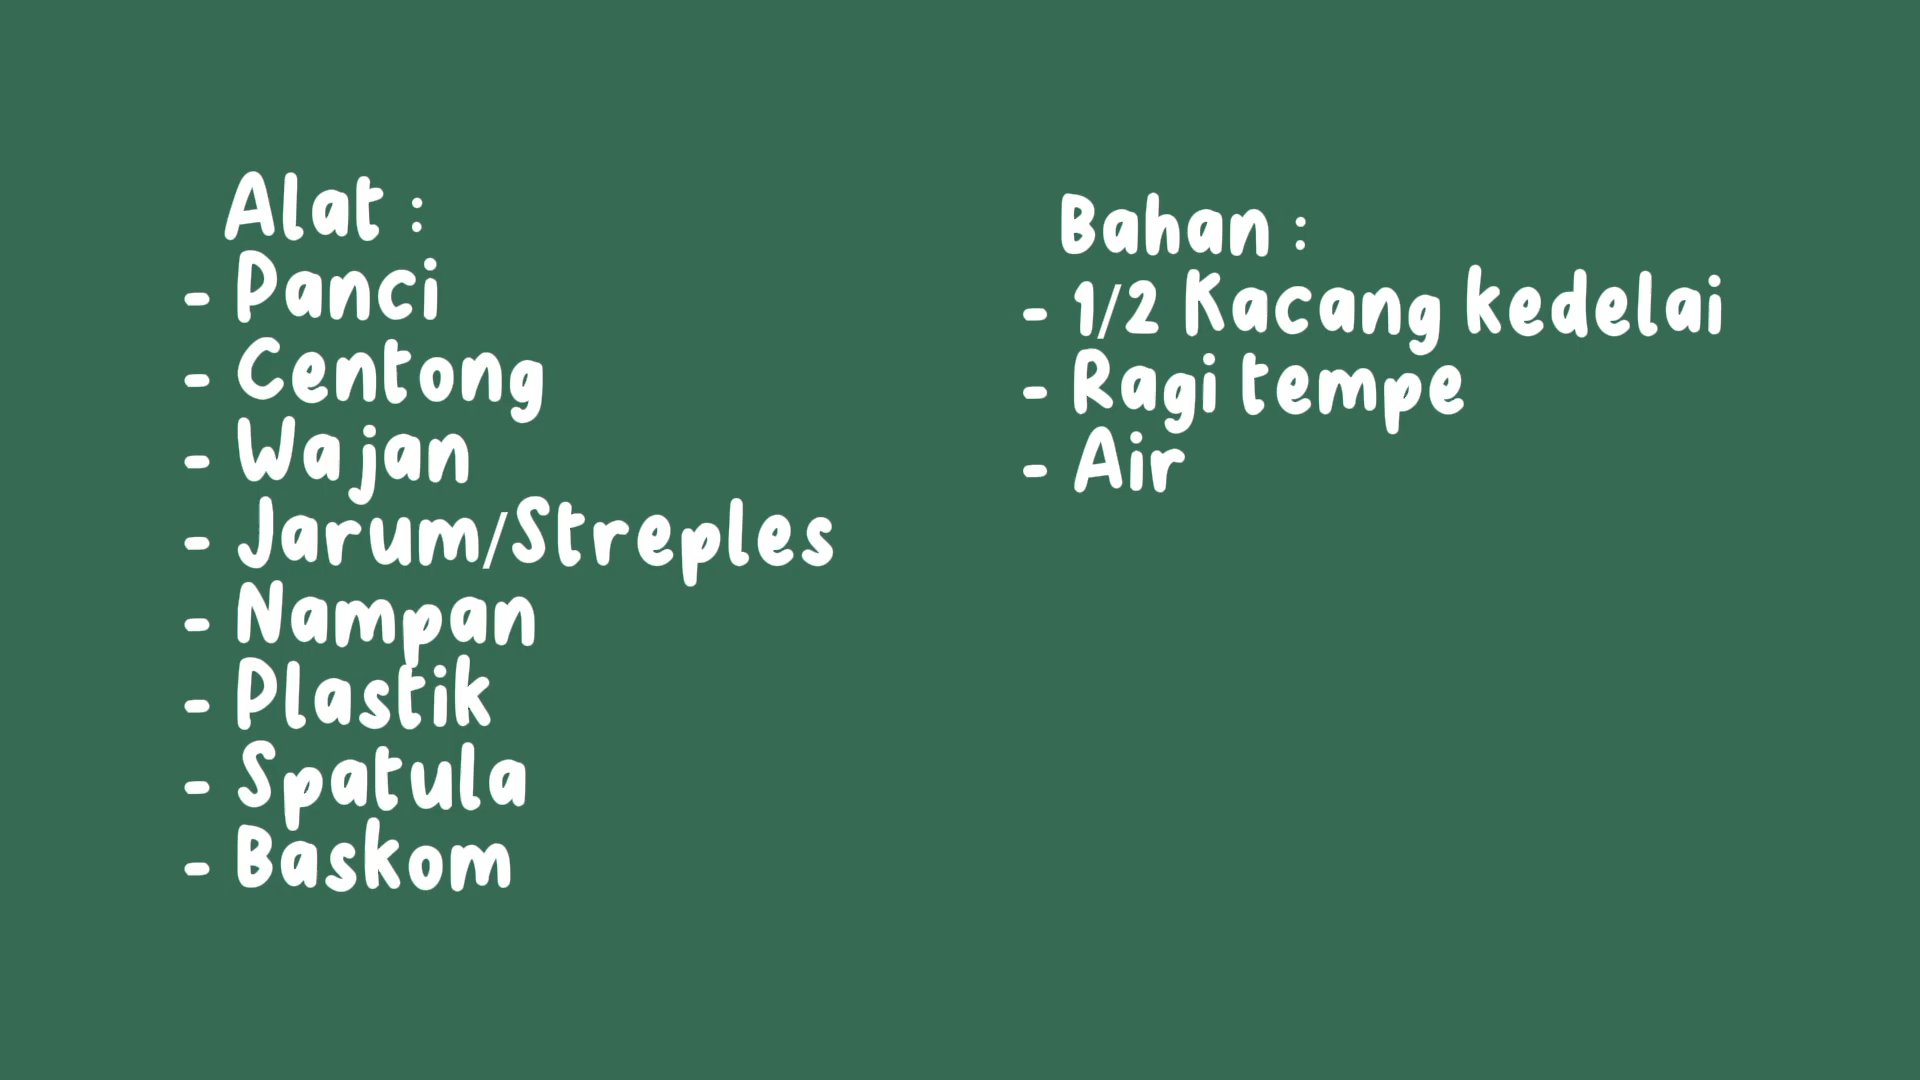 Alat :
- Panci
- Centong
- Wajan
- Jarum/Streples
- Nampan
- Plastik
- Spatula
- Baskom
Bahan :
- 1/2 Kacang kedelai
- Ragi tempe
- Air